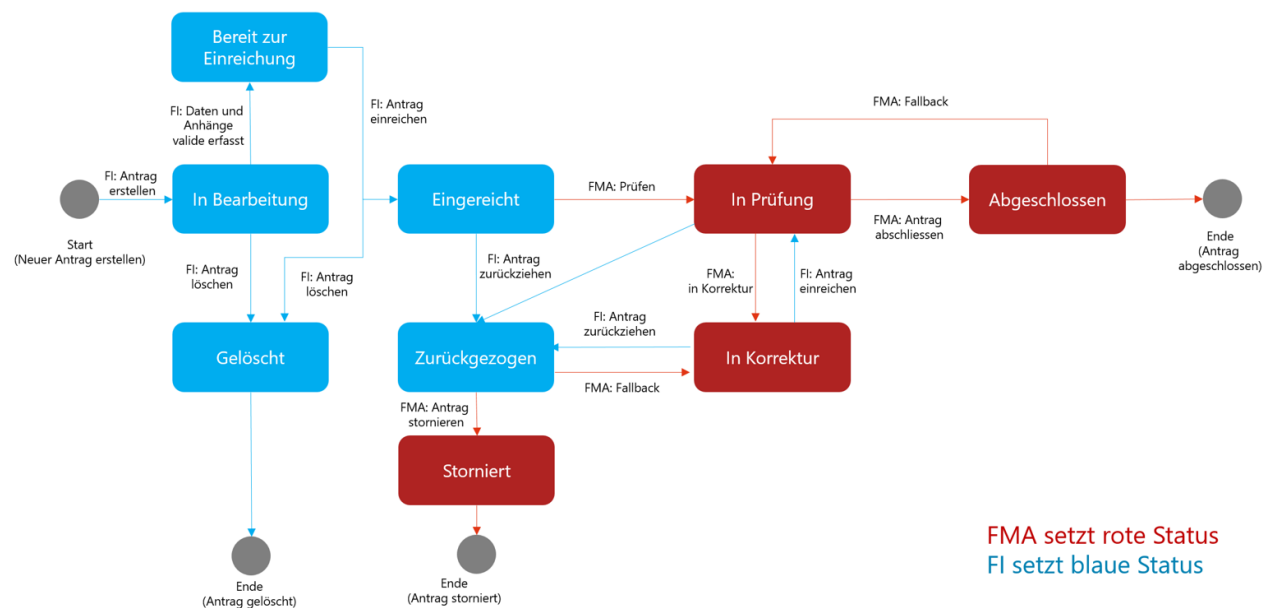 Bereit zur
Einreichung
FI: Daten und
Anhänge
valide erfasst
FI: Antrag
einreichen
FMA: Fallback
FI: Antrag
erstellen
In Bearbeitung
Eingereicht
FMA: Prüfen
In Prüfung
FMA: Antrag
abschliessen
Abgeschlossen
Start
(Neuer Antrag erstellen)
Ende
(Antrag
abgeschlossen)
FI: Antrag
löschen
FI: Antrag
löschen
FI: Antrag
zurückziehen
FMA:
in Korrektur
FI: Antrag
einreichen
Gelöscht
Zurückgezogen
FI: Antrag
zurückziehen
FMA: Fallback
In Korrektur
FMA: Antrag
stornieren
Storniert
Ende
(Antrag gelöscht)
Ende
(Antrag storniert)
FMA setzt rote Status
FI setzt blaue Status